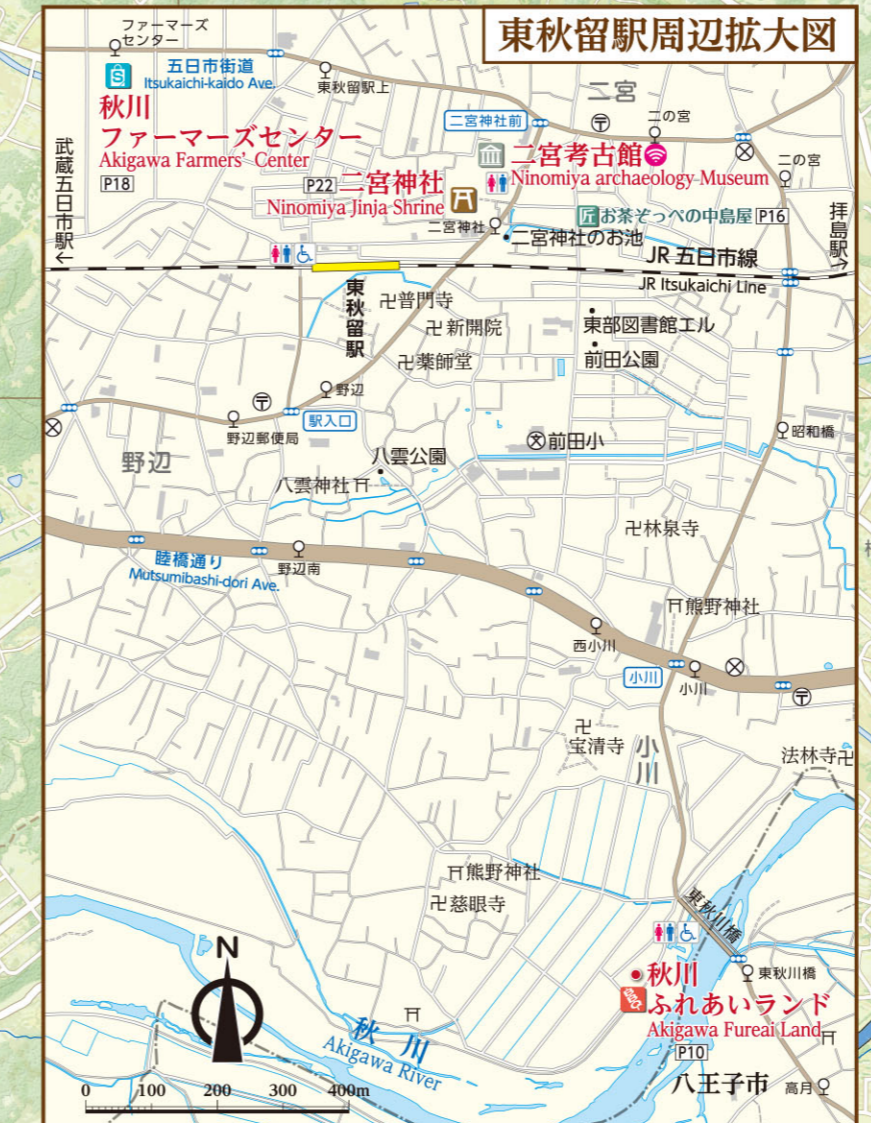 東秋留駅周辺拡大図
ファーマーズ
センター
五日市街道
Itsukaichi-kaido Ave.
東秋留駅上
二宮
秋川
ファーマーズセンター
Akigawa Farmers' Center
P18
二宮神社前
二の宮
二宮考古館
Ninomiya archaeology Museum
二の宮
武蔵五日市駅←
P22 二宮神社
Ninomiya Jinja Shrine
二宮神社
匠 お茶ぞっぺの中島屋 P16
二宮神社のお池
拝島駅→
JR 五日市線
JR Itsukaichi Line
東秋留駅
卍普門寺
卍新開院
卍薬師堂
東部図書館エル
前田公園
野辺
駅入口
野辺郵便局
昭和橋
文 前田小
野辺
八雲公園
八雲神社
卍林泉寺
睦橋通り
Mutsumibashi-dori Ave.
野辺南
熊野神社
西小川
小川
小川
卍
宝清寺
小川
法林寺卍
熊野神社
卍慈眼寺
東秋川橋
東秋川橋
秋川
ふれあいランド
Akigawa Fureai Land
P10
N
秋川
Akigawa River
八王子市
高月
0 100 200 300 400m